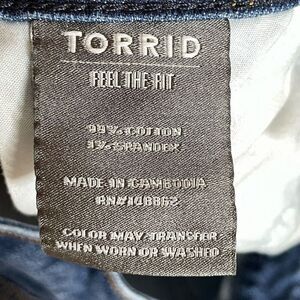 TORRID
FEEL THE FIT
99% COTTON
1% SPANDEX
MADE IN CAMBODIA
RN#148862
COLOR MAY TRANSFER
WHEN WORN OR WASHED